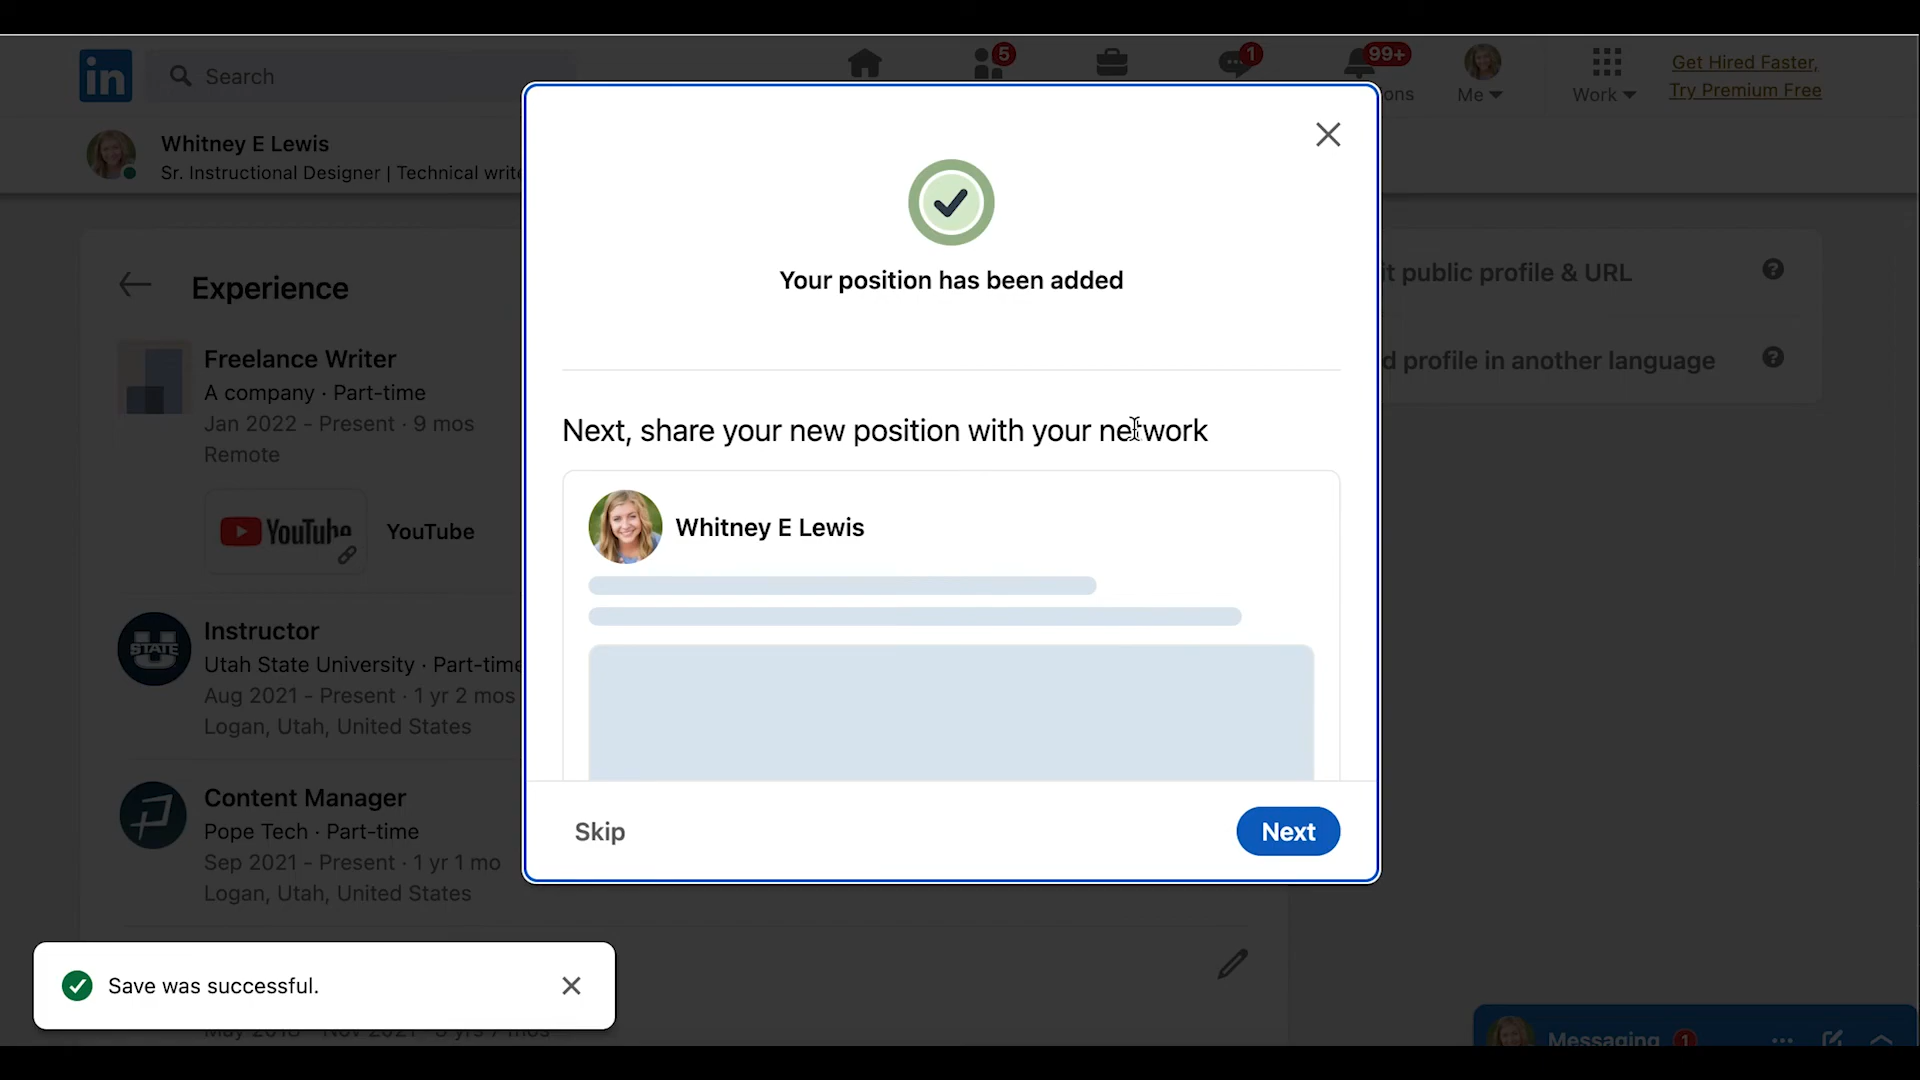 in
Search
5
1
99+
ons
Me
Work
Get Hired Faster,
Try Premium Free
Whitney E Lewis
Sr. Instructional Designer | Technical write
Your position has been added
Next, share your new position with your network
Whitney E Lewis
Skip
Next
Experience
Freelance Writer
A company · Part-time
Jan 2022 - Present · 9 mos
Remote
YouTube
YouTube
Instructor
STATE
Utah State University · Part-time
Aug 2021 - Present · 1 yr 2 mos
Logan, Utah, United States
Content Manager
Pope Tech · Part-time
Sep 2021 - Present · 1 yr 1 mo
Logan, Utah, United States
it public profile & URL
d profile in another language
Save was successful.
Messaging 1